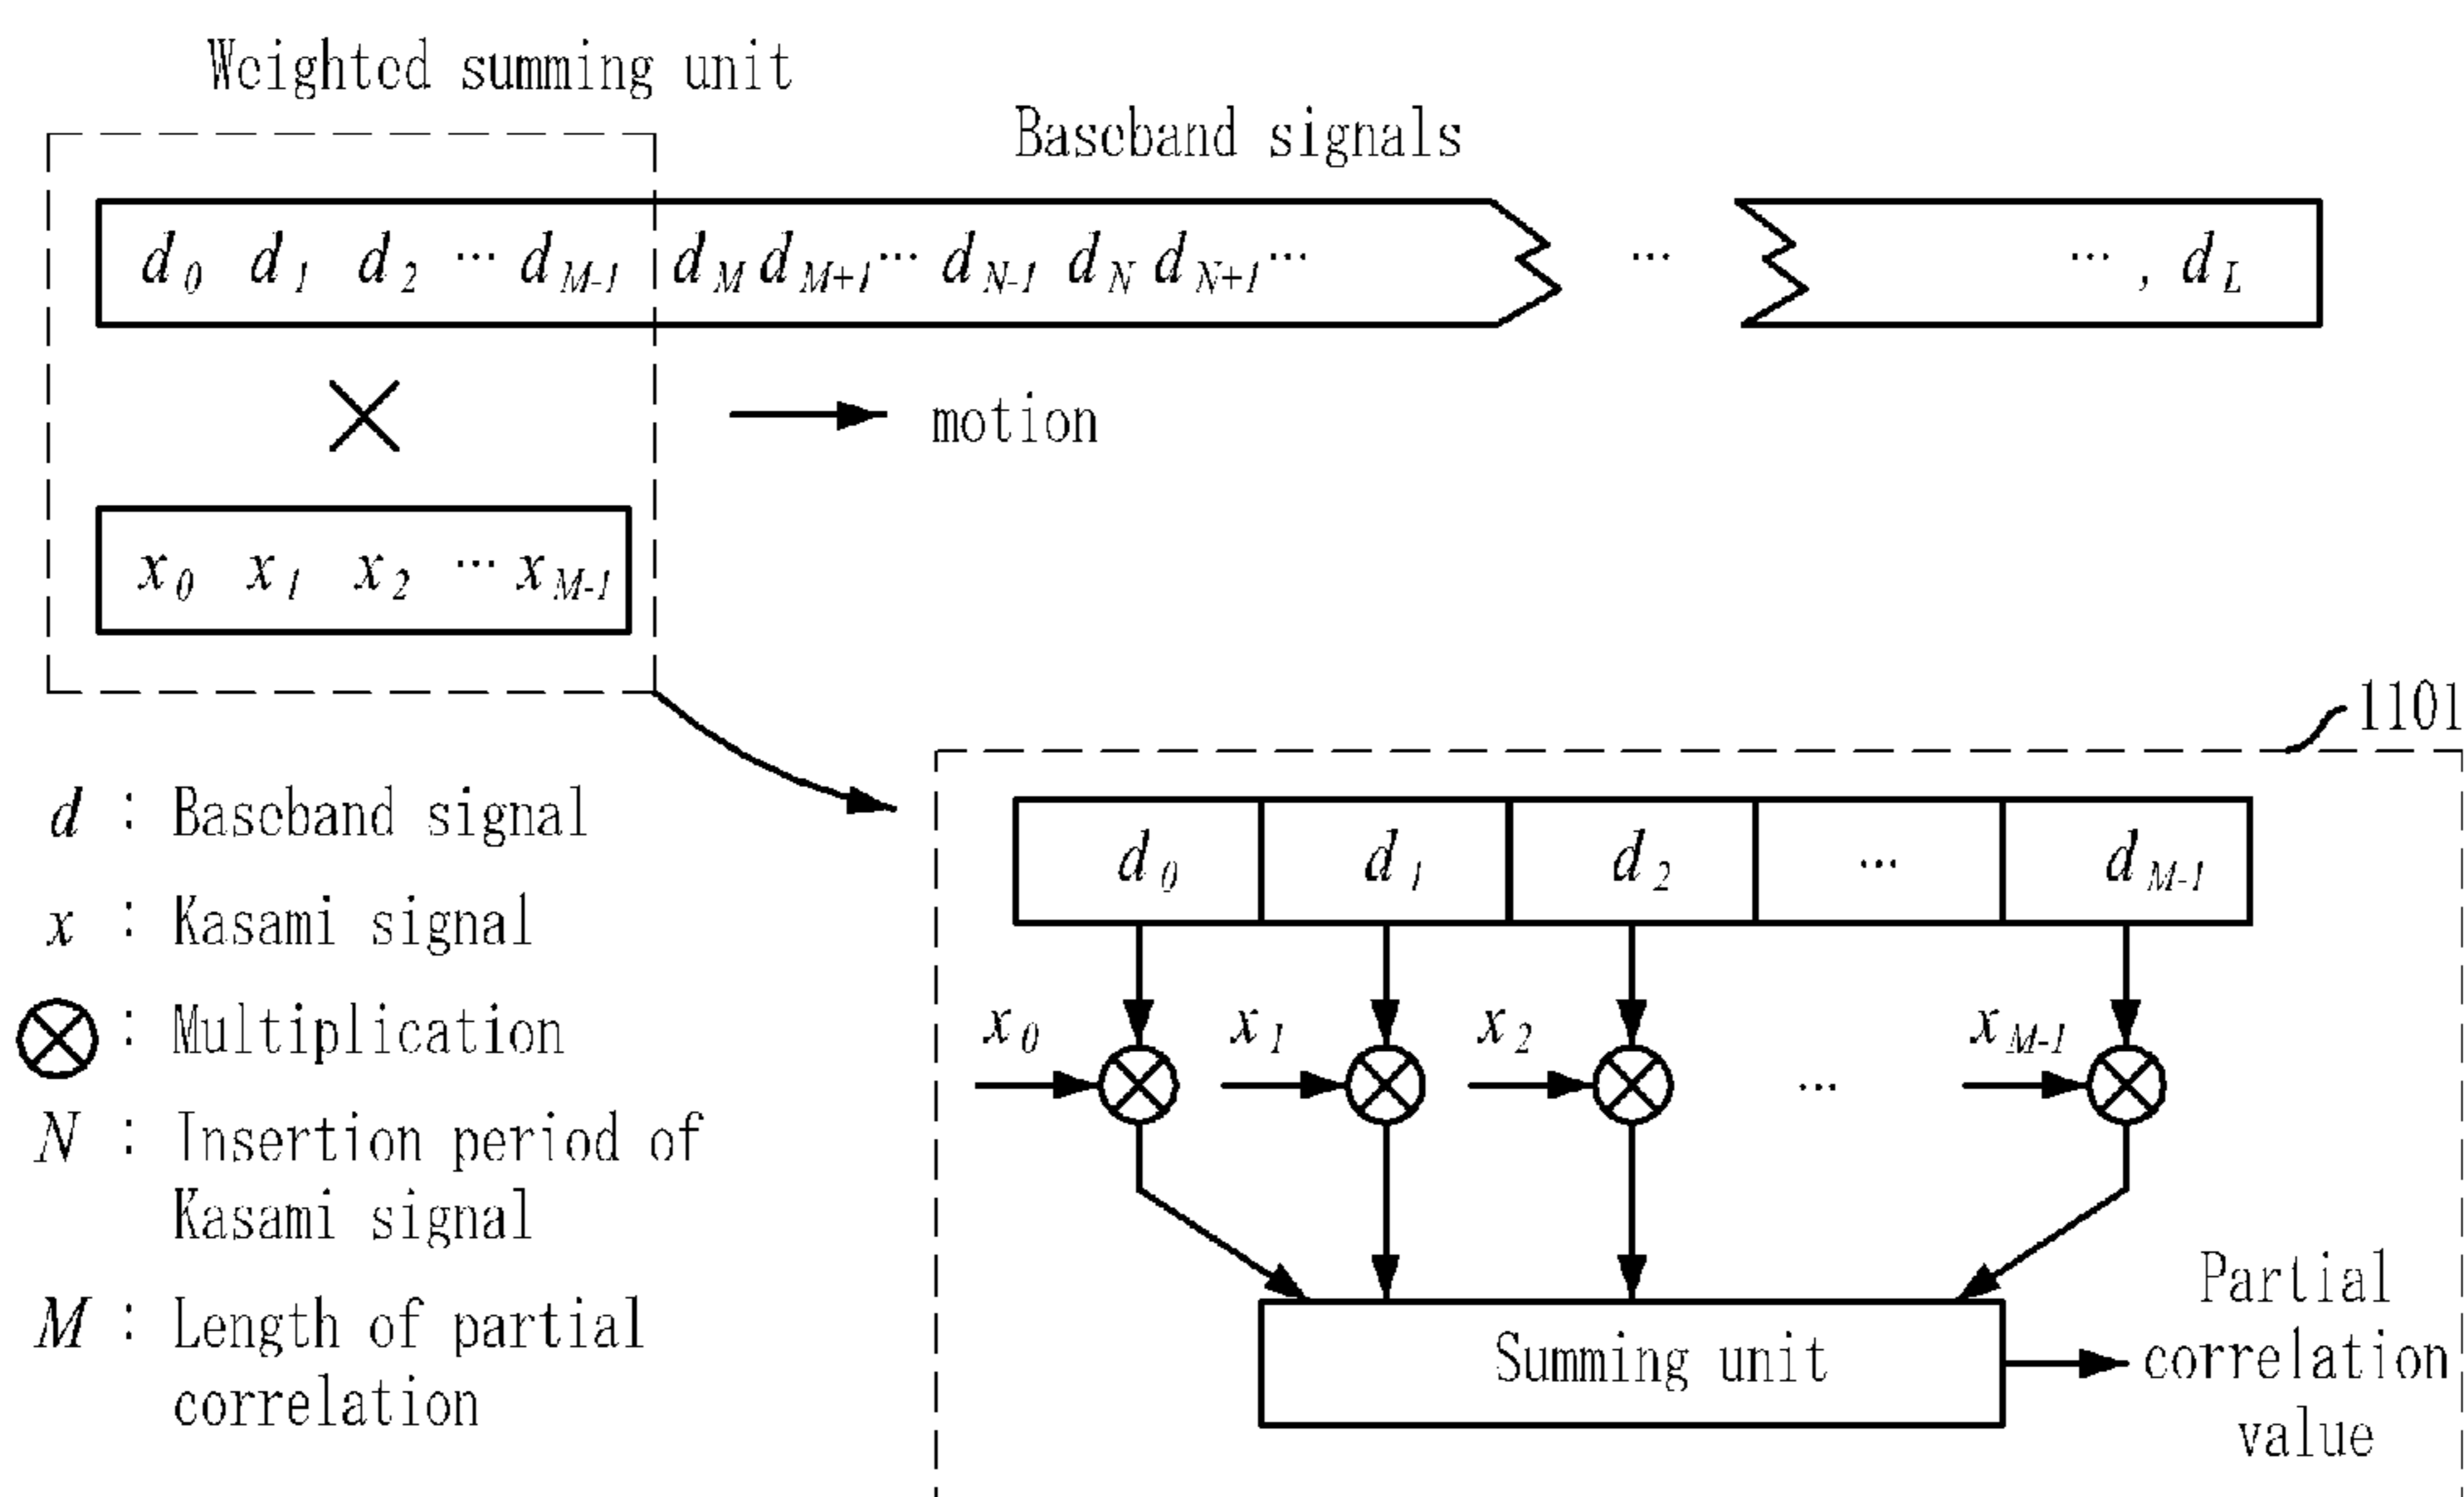 Weighted summing unit
Baseband signals
d0 d1 d2 ... dM-1 dM dM+1 ... dN-1 dN dN+1 ... ... ... , dL
× motion
x0 x1 x2 ... xM-1
1101
d : Baseband signal
x : Kasami signal
⊗ : Multiplication
N : Insertion period of
Kasami signal
M : Length of partial
correlation
d0 d1 d2 ... dM-1
x0 x1 x2 ... xM-1
Summing unit
Partial
correlation
value